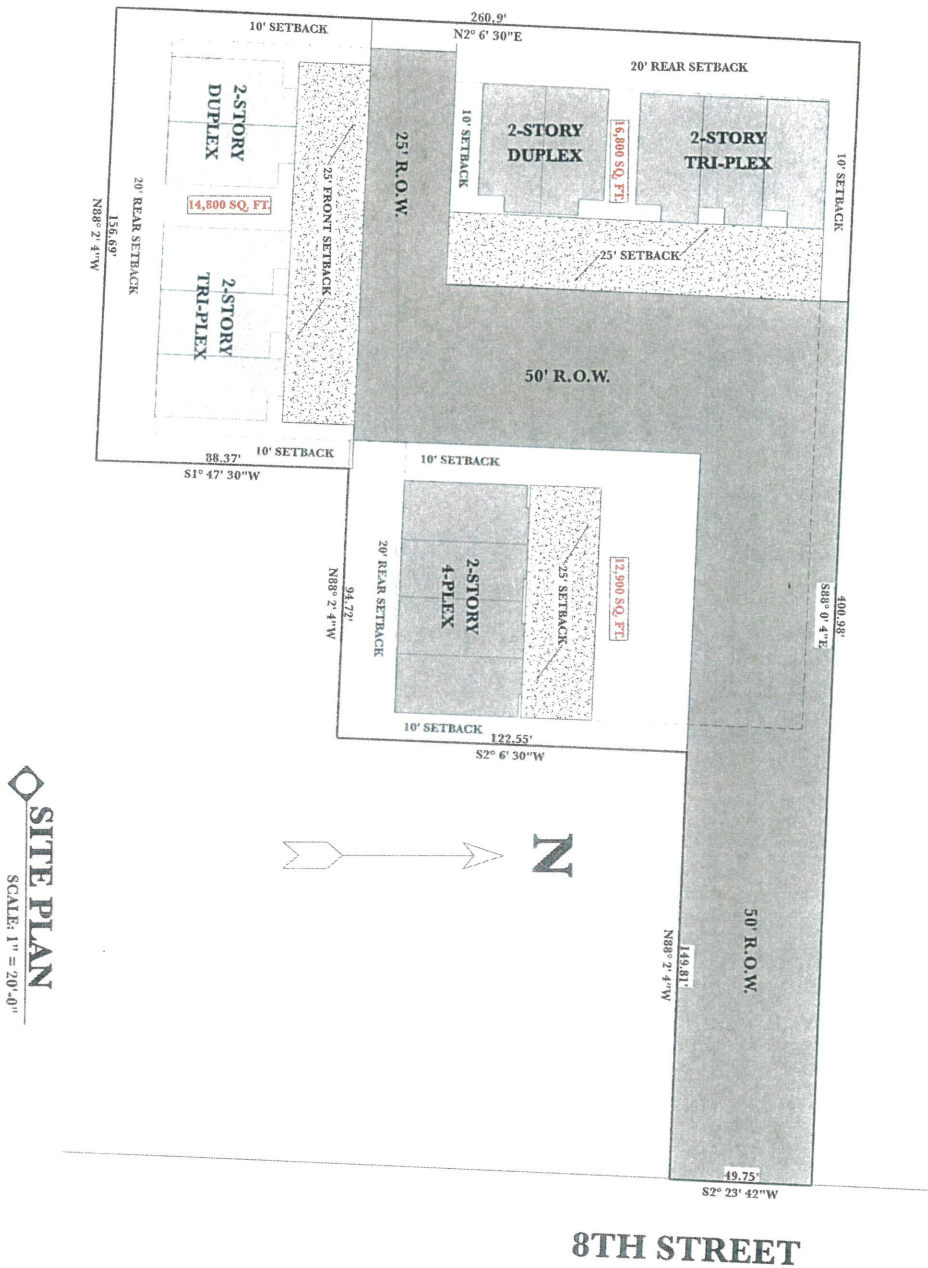 260.9'
N2° 6' 30"E
10' SETBACK
20' REAR SETBACK
2-STORY
DUPLEX
14,800 SQ. FT.
2-STORY
TRI-PLEX
20' REAR SETBACK
156.69'
N88° 2' 4"W
25' FRONT SETBACK
25' R.O.W.
10' SETBACK
2-STORY
DUPLEX
16,800 SQ. FT.
2-STORY
TRI-PLEX
10' SETBACK
25' SETBACK
50' R.O.W.
10' SETBACK
88.37'
S1° 47' 30"W
10' SETBACK
20' REAR SETBACK
94.72'
N88° 2' 4"W
2-STORY
4-PLEX
25' SETBACK
12,900 SQ. FT.
400.98'
S88° 0' 4"E
10' SETBACK
122.55'
S2° 6' 30"W
N
50' R.O.W.
149.81'
N88° 2' 4"W
49.75'
S2° 23' 42"W
8TH STREET
SITE PLAN
SCALE: 1" = 20'-0"